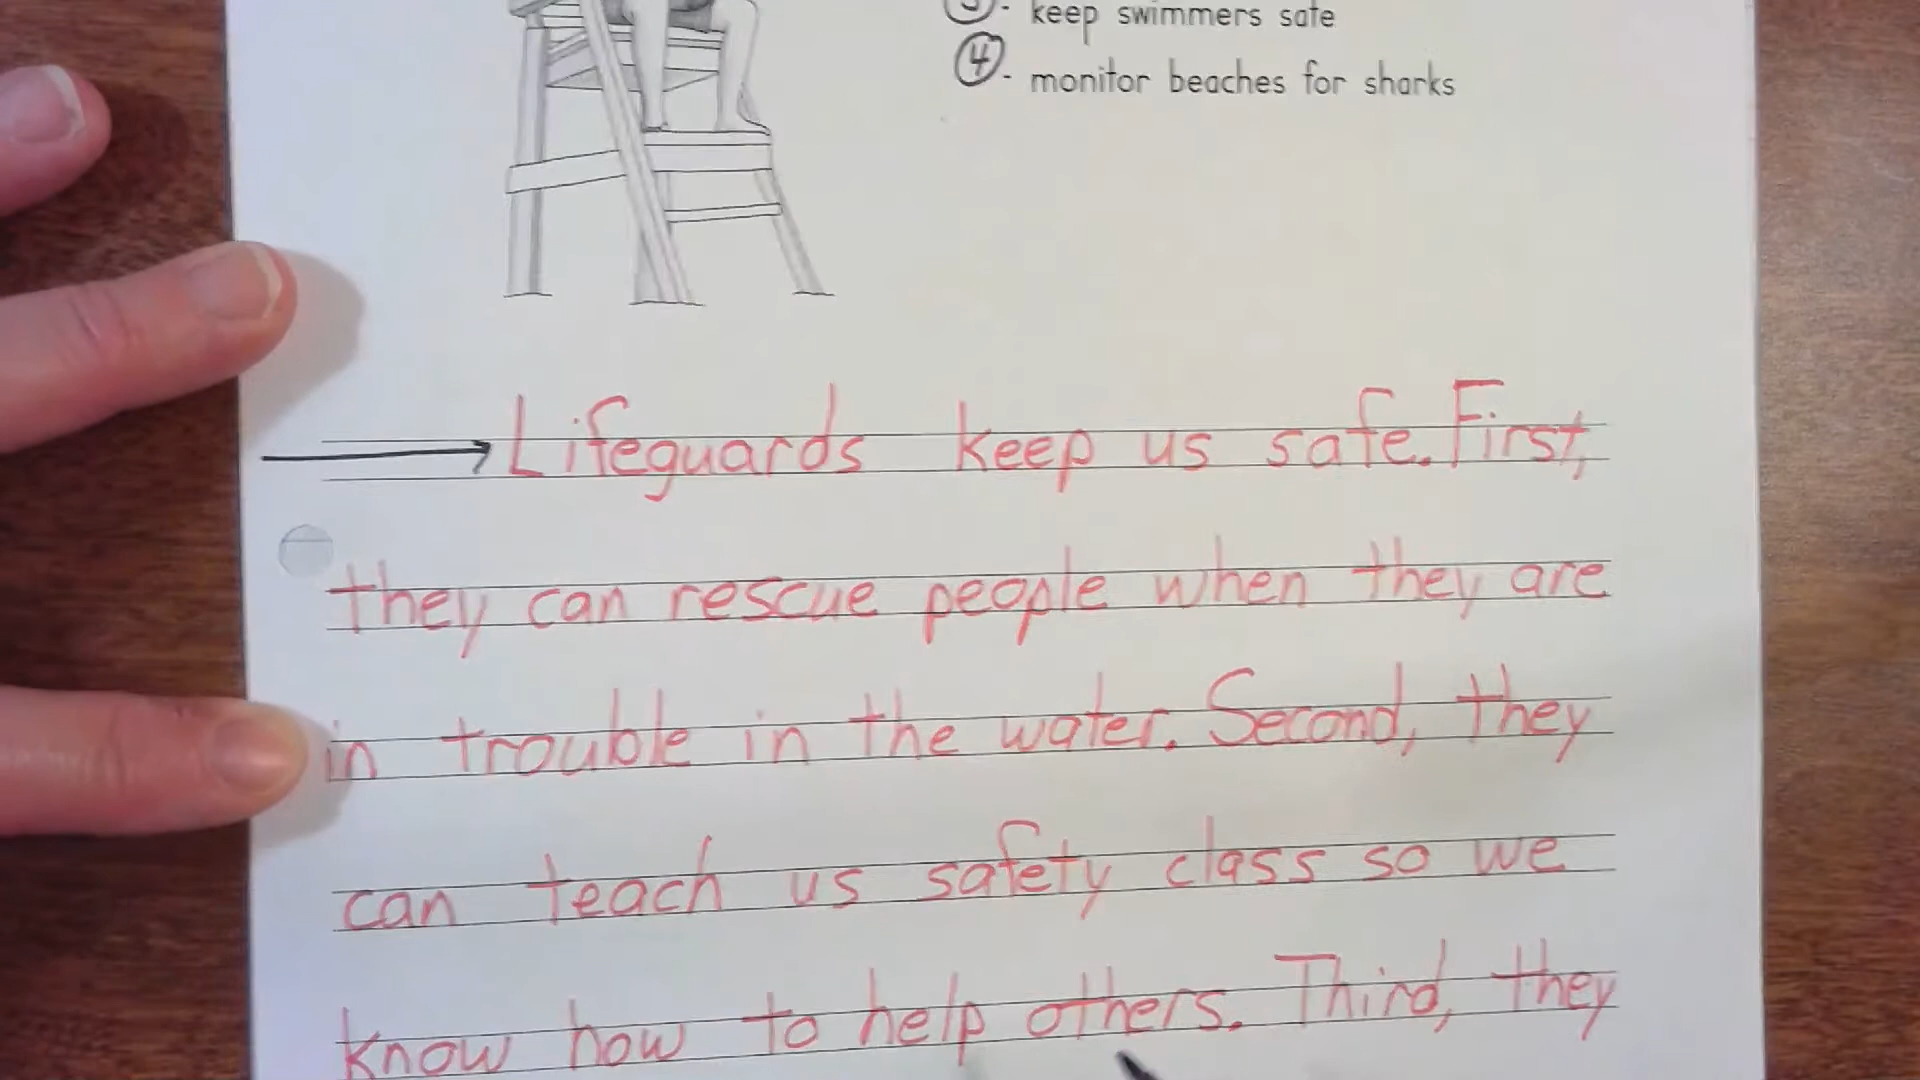 3 - keep swimmers safe
4 - monitor beaches for sharks
Lifeguards keep us safe. First,
they can rescue people when they are
in trouble in the water. Second, they
can teach us safety class so we
know how to help others. Third, they